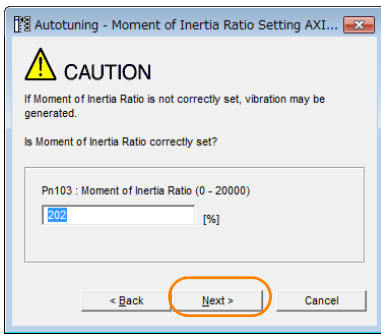 Autotuning - Moment of Inertia Ratio Setting AXI...
CAUTION
If Moment of Inertia Ratio is not correctly set, vibration may be
generated.
Is Moment of Inertia Ratio correctly set?
Pn103 : Moment of Inertia Ratio (0 - 20000)
202 [%]
< Back Next > Cancel